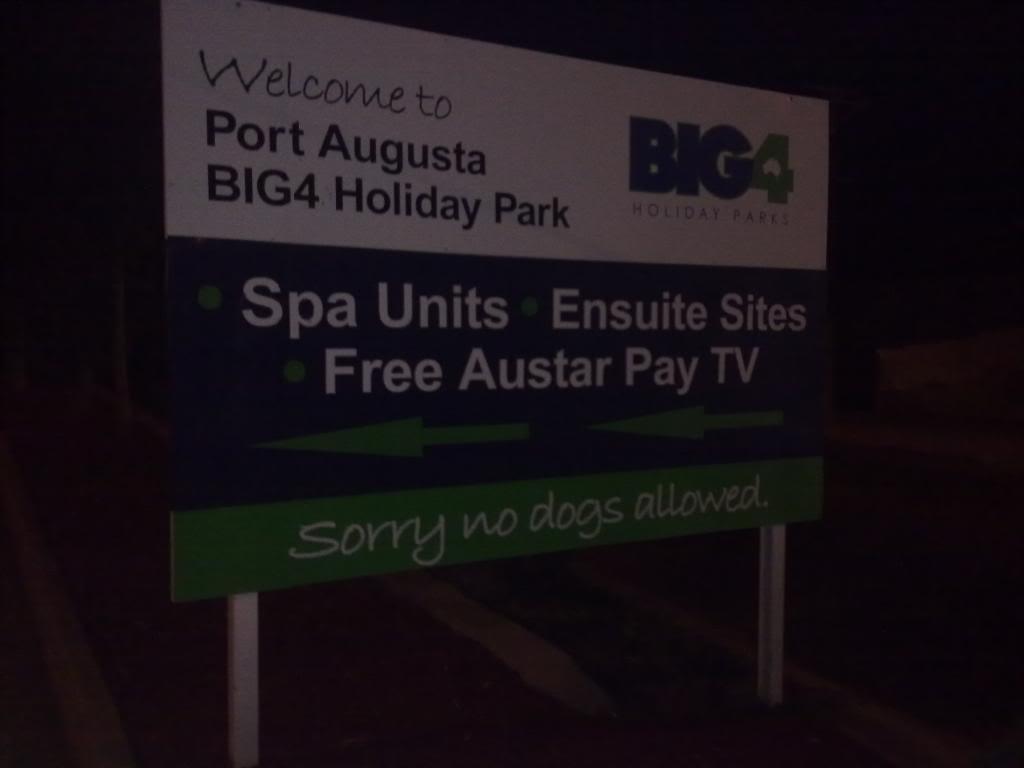 Welcome to
Port Augusta
BIG4 Holiday Park
BIG4
HOLIDAY PARKS
• Spa Units • Ensuite Sites
• Free Austar Pay TV
Sorry no dogs allowed.